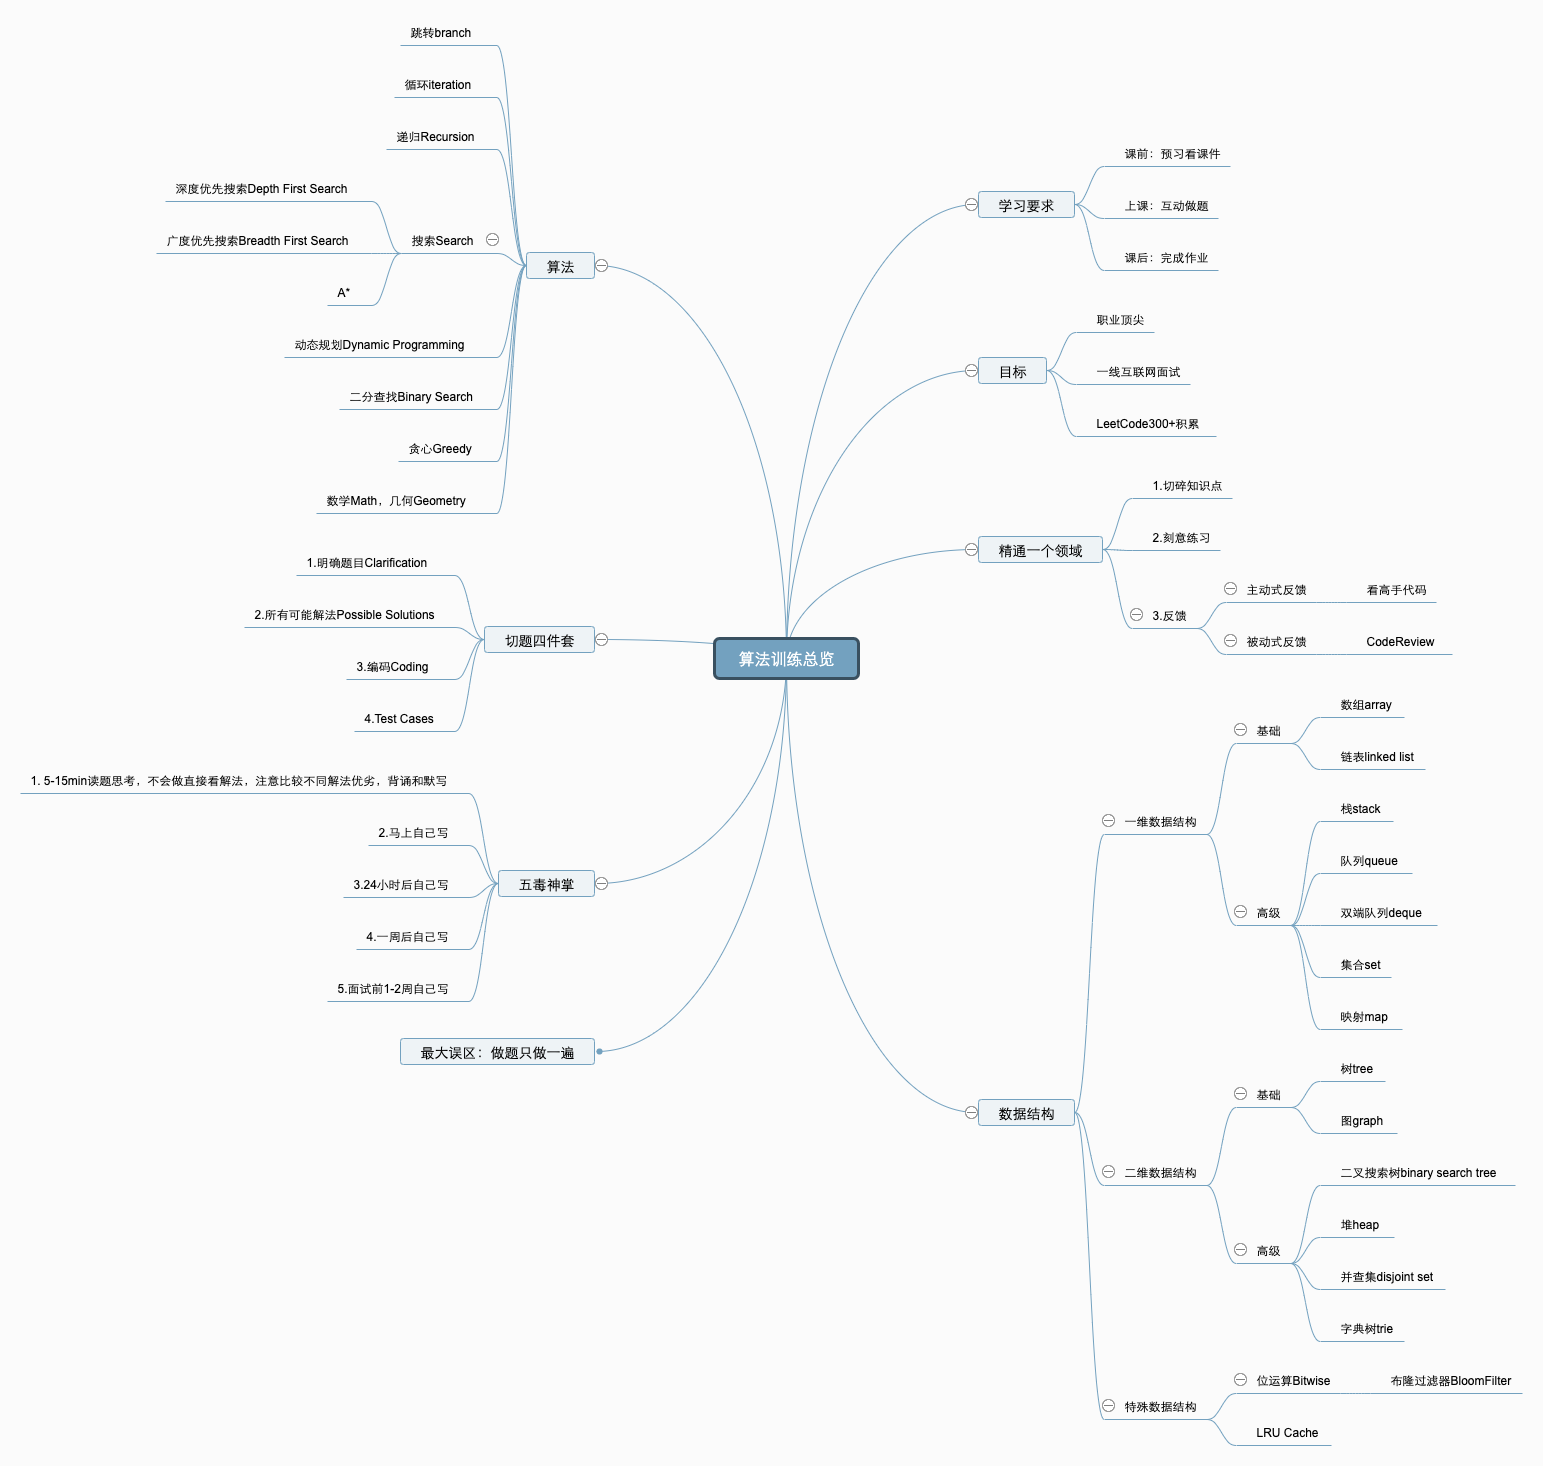 算法训练总览
学习要求
课前：预习看课件
上课：互动做题
课后：完成作业
目标
职业顶尖
一线互联网面试
LeetCode300+积累
精通一个领域
1.切碎知识点
2.刻意练习
3.反馈
主动式反馈
看高手代码
被动式反馈
CodeReview
数据结构
一维数据结构
基础
数组array
链表linked list
高级
栈stack
队列queue
双端队列deque
集合set
映射map
二维数据结构
基础
树tree
图graph
高级
二叉搜索树binary search tree
堆heap
并查集disjoint set
字典树trie
特殊数据结构
位运算Bitwise
布隆过滤器BloomFilter
LRU Cache
算法
跳转branch
循环iteration
递归Recursion
搜索Search
深度优先搜索Depth First Search
广度优先搜索Breadth First Search
A*
动态规划Dynamic Programming
二分查找Binary Search
贪心Greedy
数学Math，几何Geometry
切题四件套
1.明确题目Clarification
2.所有可能解法Possible Solutions
3.编码Coding
4.Test Cases
五毒神掌
1. 5-15min读题思考，不会做直接看解法，注意比较不同解法优劣，背诵和默写
2.马上自己写
3.24小时后自己写
4.一周后自己写
5.面试前1-2周自己写
最大误区：做题只做一遍